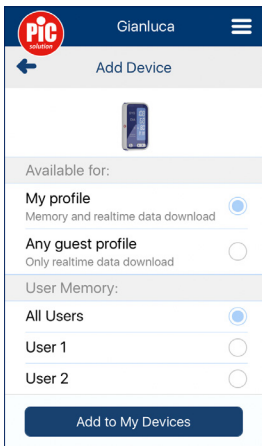 PiC
solution
Gianluca
Add Device
Available for:
My profile
Memory and realtime data download
Any guest profile
Only realtime data download
User Memory:
All Users
User 1
User 2
Add to My Devices